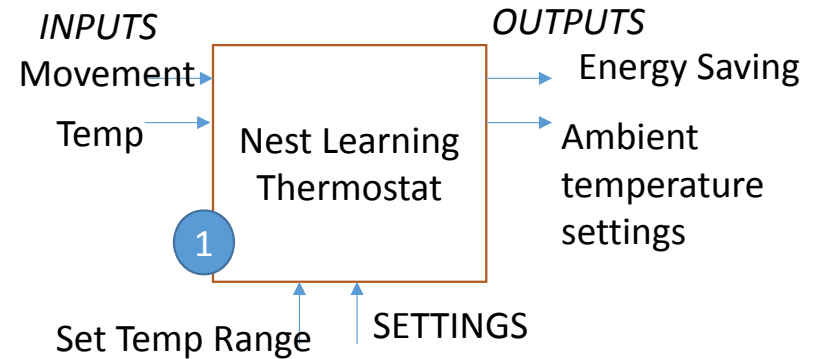 INPUTS
OUTPUTS
Movement
Energy Saving
Temp
Nest Learning
Thermostat
Ambient
temperature
settings
1
Set Temp Range
SETTINGS